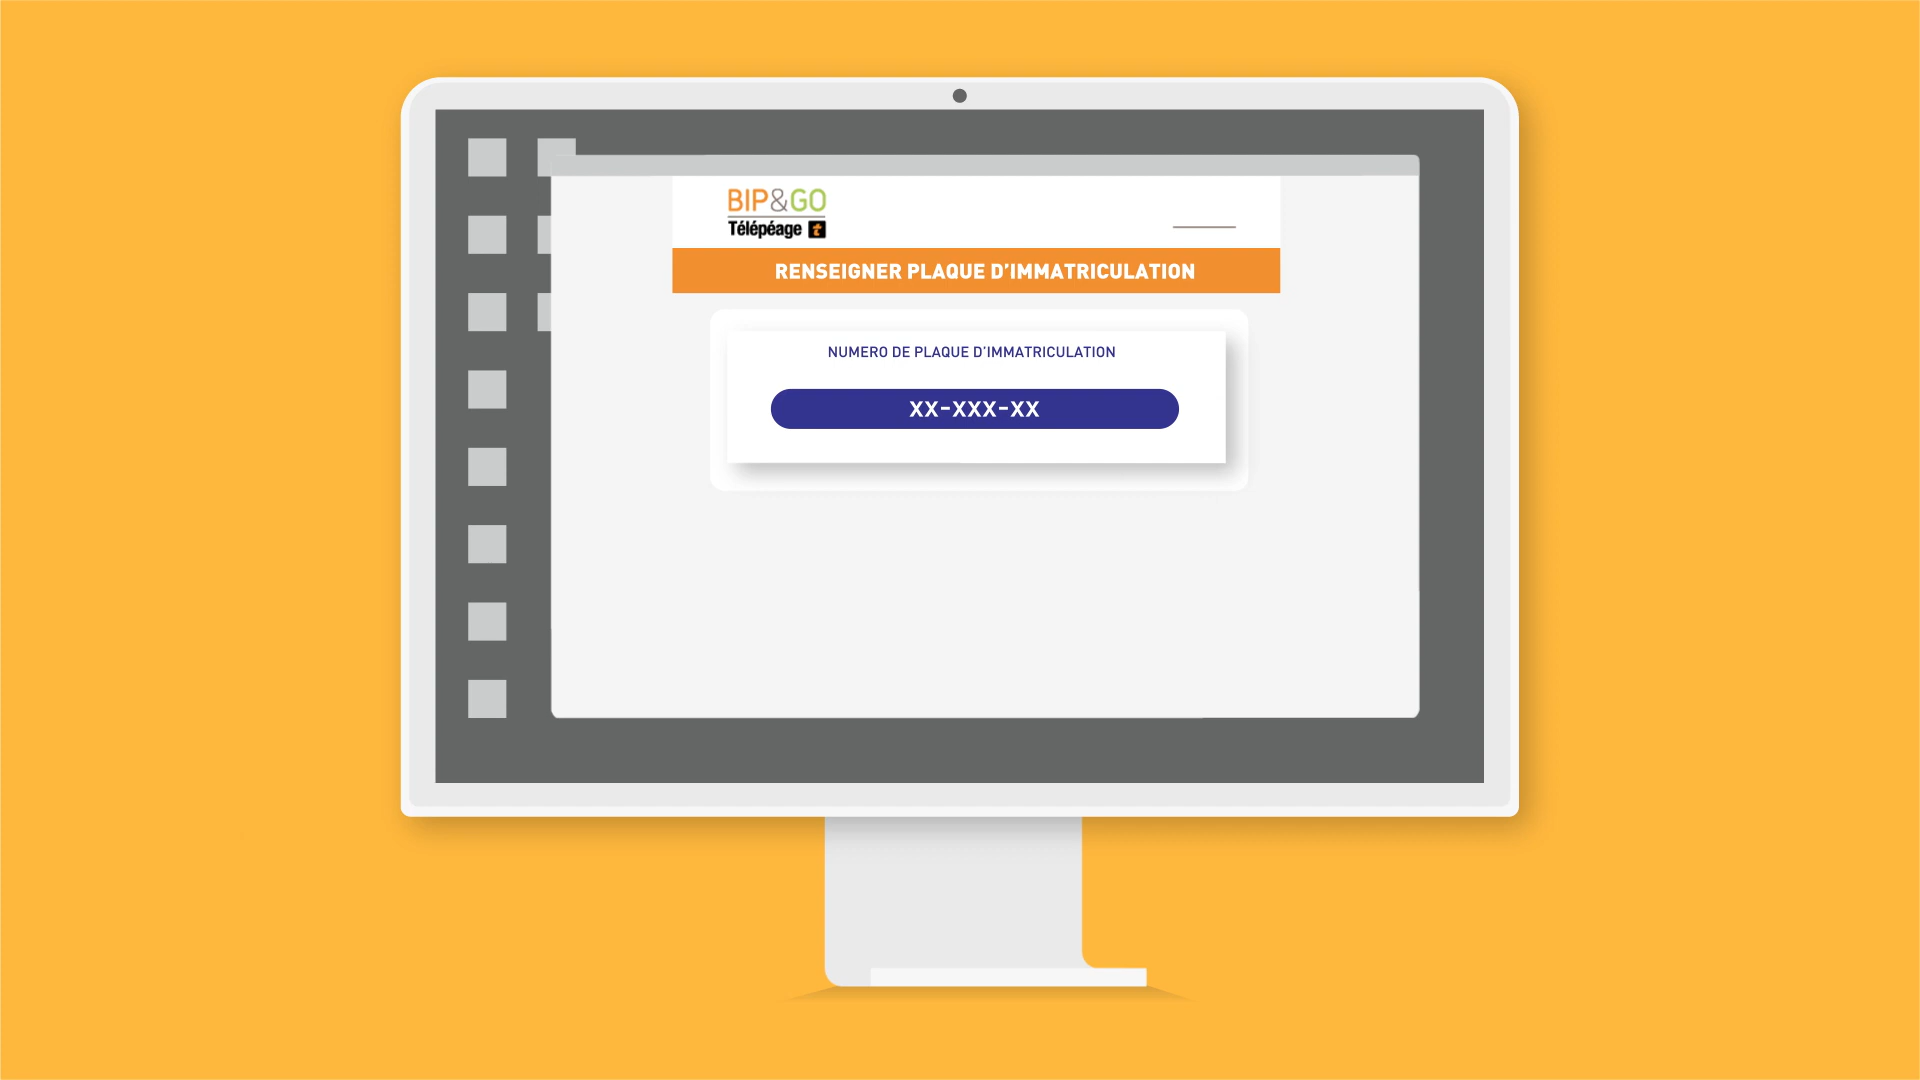 BIP&GO
Télépéage t
RENSEIGNER PLAQUE D'IMMATRICULATION
NUMERO DE PLAQUE D'IMMATRICULATION
XX-XXX-XX